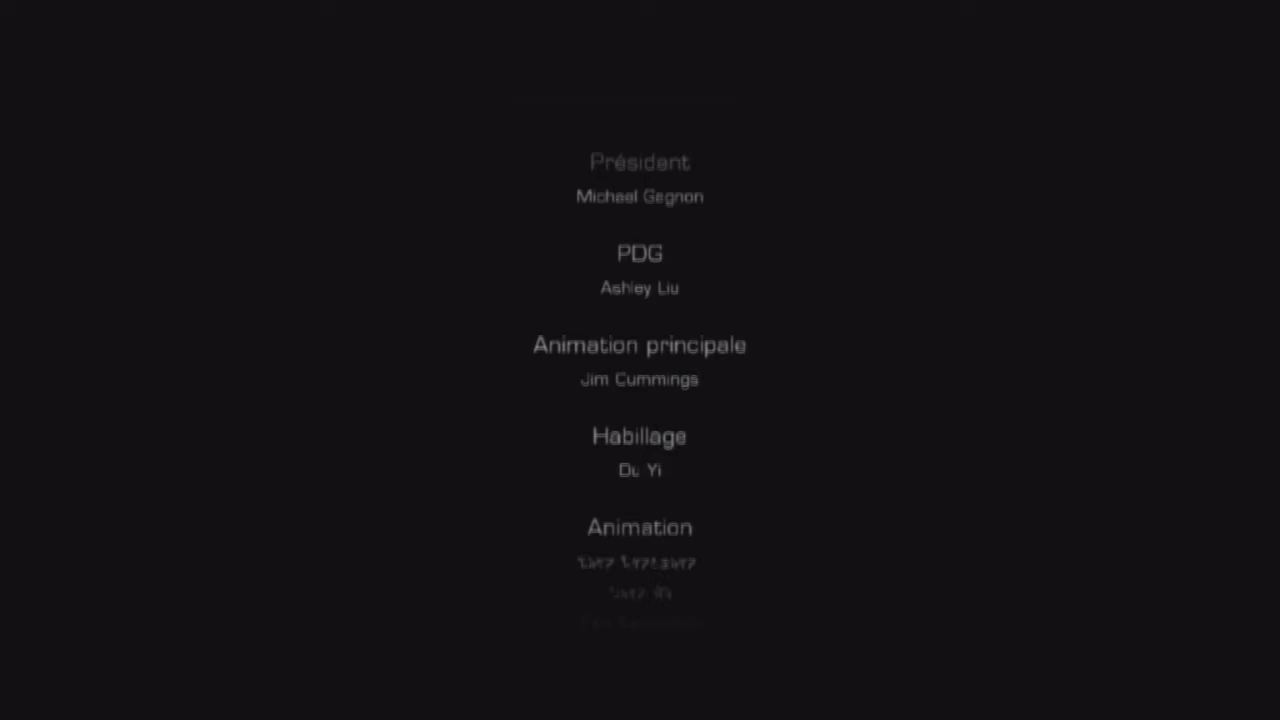 Président
Michael Gagnon
PDG
Ashley Liu
Animation principale
Jim Cummings
Habillage
Du Yi
Animation